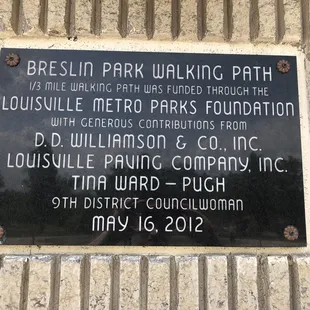 BRESLIN PARK WALKING PATH
1/3 MILE WALKING PATH WAS FUNDED THROUGH THE
LOUISVILLE METRO PARKS FOUNDATION
WITH GENEROUS CONTRIBUTIONS FROM
D.D. WILLIAMSON & CO., INC.
LOUISVILLE PAVING COMPANY, INC.
TINA WARD – PUGH
9TH DISTRICT COUNCILWOMAN
MAY 16, 2012